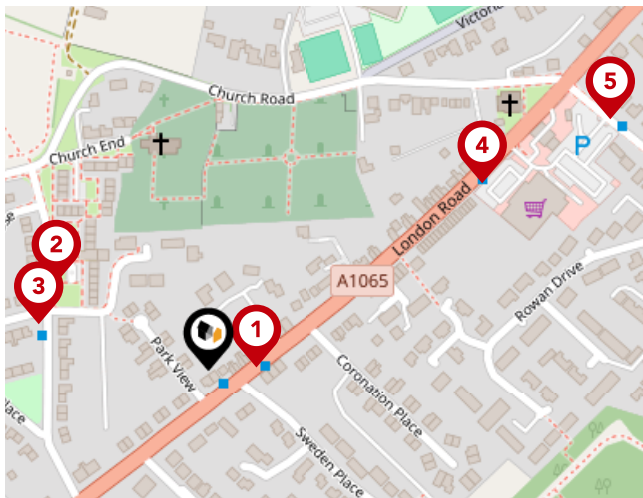 Victoria
5
Church Road
P
4
Church End
London Road
2
A1065
3
Rowan Drive
1
Park View
Coronation Place
Sweden Place
Place